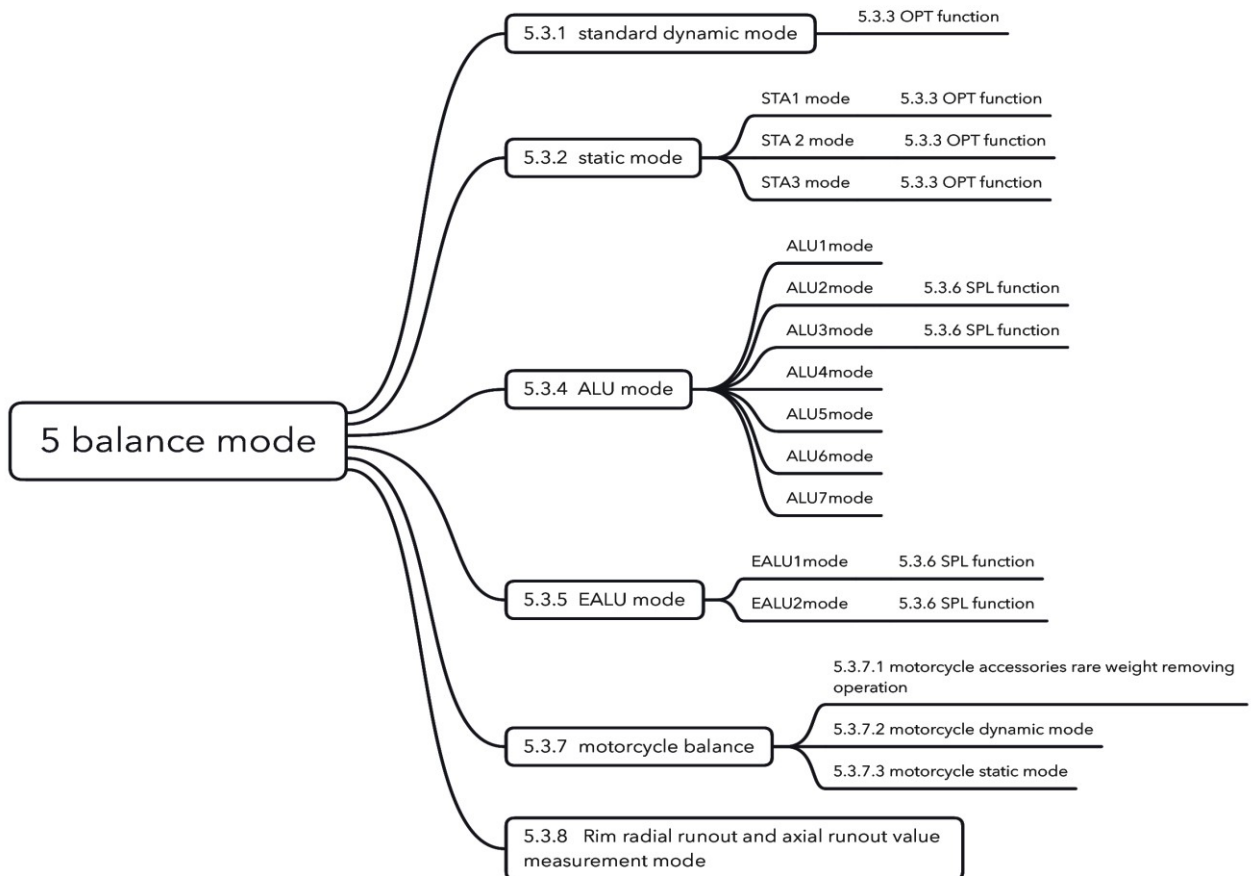 5 balance mode
5.3.1 standard dynamic mode
5.3.3 OPT function
5.3.2 static mode
STA1 mode 5.3.3 OPT function
STA 2 mode 5.3.3 OPT function
STA3 mode 5.3.3 OPT function
5.3.4 ALU mode
ALU1mode
ALU2mode 5.3.6 SPL function
ALU3mode 5.3.6 SPL function
ALU4mode
ALU5mode
ALU6mode
ALU7mode
5.3.5 EALU mode
EALU1mode 5.3.6 SPL function
EALU2mode 5.3.6 SPL function
5.3.7 motorcycle balance
5.3.7.1 motorcycle accessories rare weight removing
operation
5.3.7.2 motorcycle dynamic mode
5.3.7.3 motorcycle static mode
5.3.8 Rim radial runout and axial runout value
measurement mode